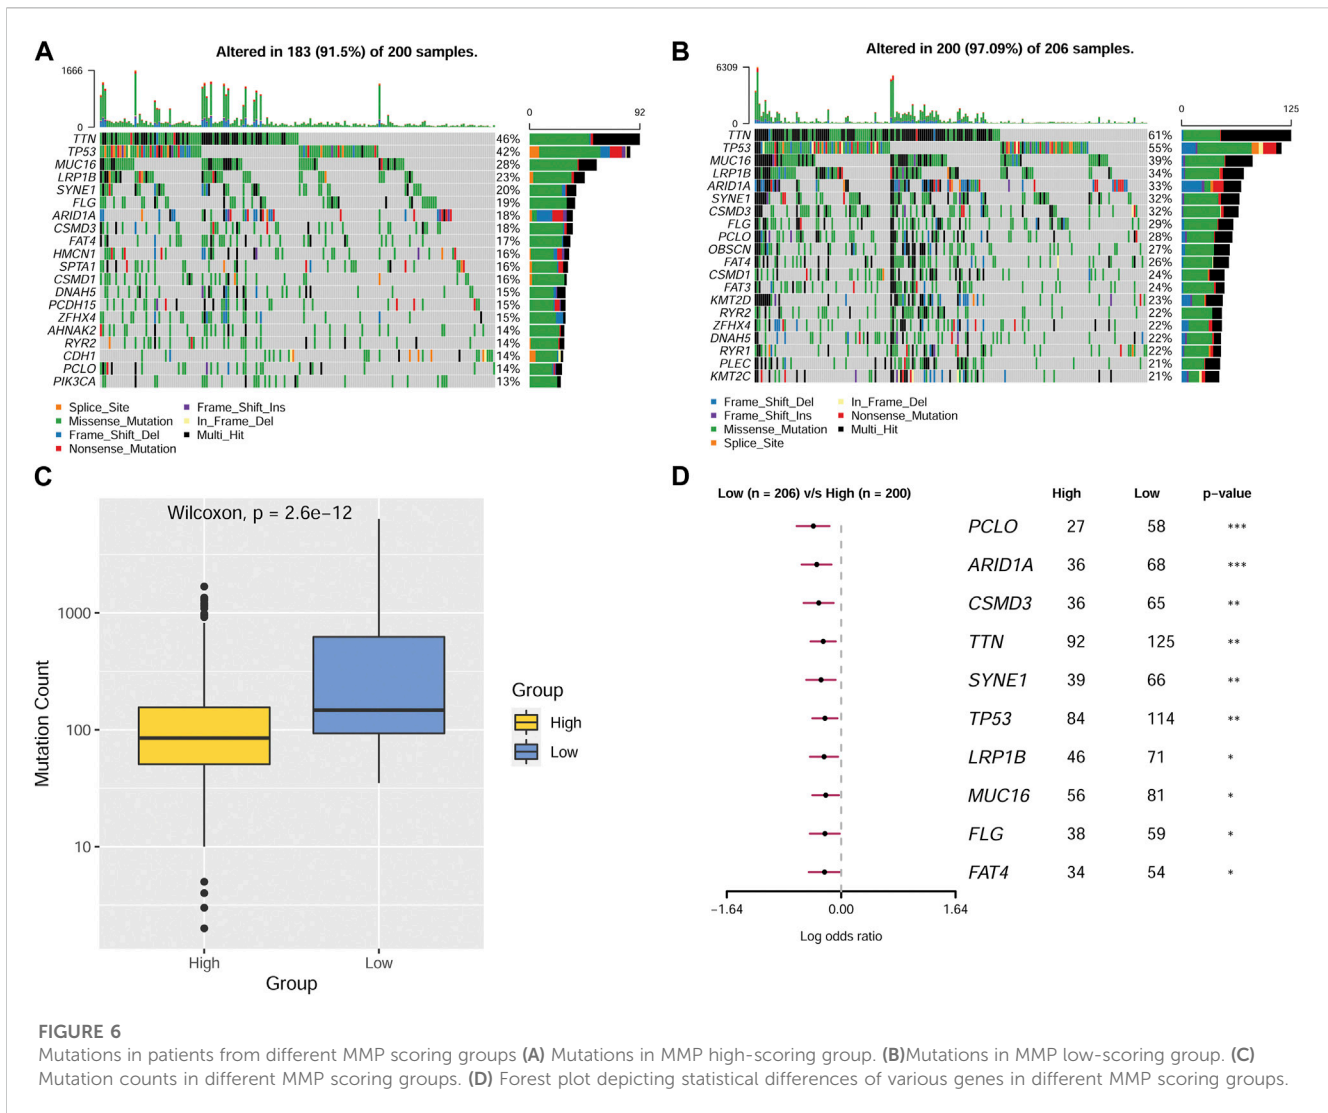 A
Altered in 183 (91.5%) of 200 samples.
1666
0
0 92
TTN 46%
TP53 42%
MUC16 28%
LRP1B 23%
SYNE1 20%
FLG 19%
ARID1A 18%
CSMD3 18%
FAT4 17%
HMCN1 16%
SPTA1 16%
CSMD1 16%
DNAH5 15%
PCDH15 15%
ZFHX4 15%
AHNAK2 14%
RYR2 14%
CDH1 14%
PCLO 14%
PIK3CA 13%
Splice_Site Frame_Shift_Ins
Missense_Mutation In_Frame_Del
Frame_Shift_Del Multi_Hit
Nonsense_Mutation
B
Altered in 200 (97.09%) of 206 samples.
6309
0
0 125
TTN 61%
TP53 55%
MUC16 39%
LRP1B 34%
ARID1A 33%
SYNE1 32%
CSMD3 32%
FLG 29%
PCLO 28%
OBSCN 27%
FAT4 26%
CSMD1 24%
FAT3 24%
KMT2D 23%
RYR2 22%
ZFHX4 22%
DNAH5 22%
RYR1 22%
PLEC 21%
KMT2C 21%
Frame_Shift_Del In_Frame_Del
Frame_Shift_Ins Nonsense_Mutation
Missense_Mutation Multi_Hit
Splice_Site
C
Wilcoxon, p = 2.6e−12
Mutation Count
1000
100
10
High Low
Group
Group
High
Low
D
Low (n = 206) v/s High (n = 200) High Low p−value
PCLO 27 58 ***
ARID1A 36 68 ***
CSMD3 36 65 **
TTN 92 125 **
SYNE1 39 66 **
TP53 84 114 **
LRP1B 46 71 *
MUC16 56 81 *
FLG 38 59 *
FAT4 34 54 *
−1.64 0.00 1.64
Log odds ratio
FIGURE 6
Mutations in patients from different MMP scoring groups (A) Mutations in MMP high-scoring group. (B)Mutations in MMP low-scoring group. (C)
Mutation counts in different MMP scoring groups. (D) Forest plot depicting statistical differences of various genes in different MMP scoring groups.